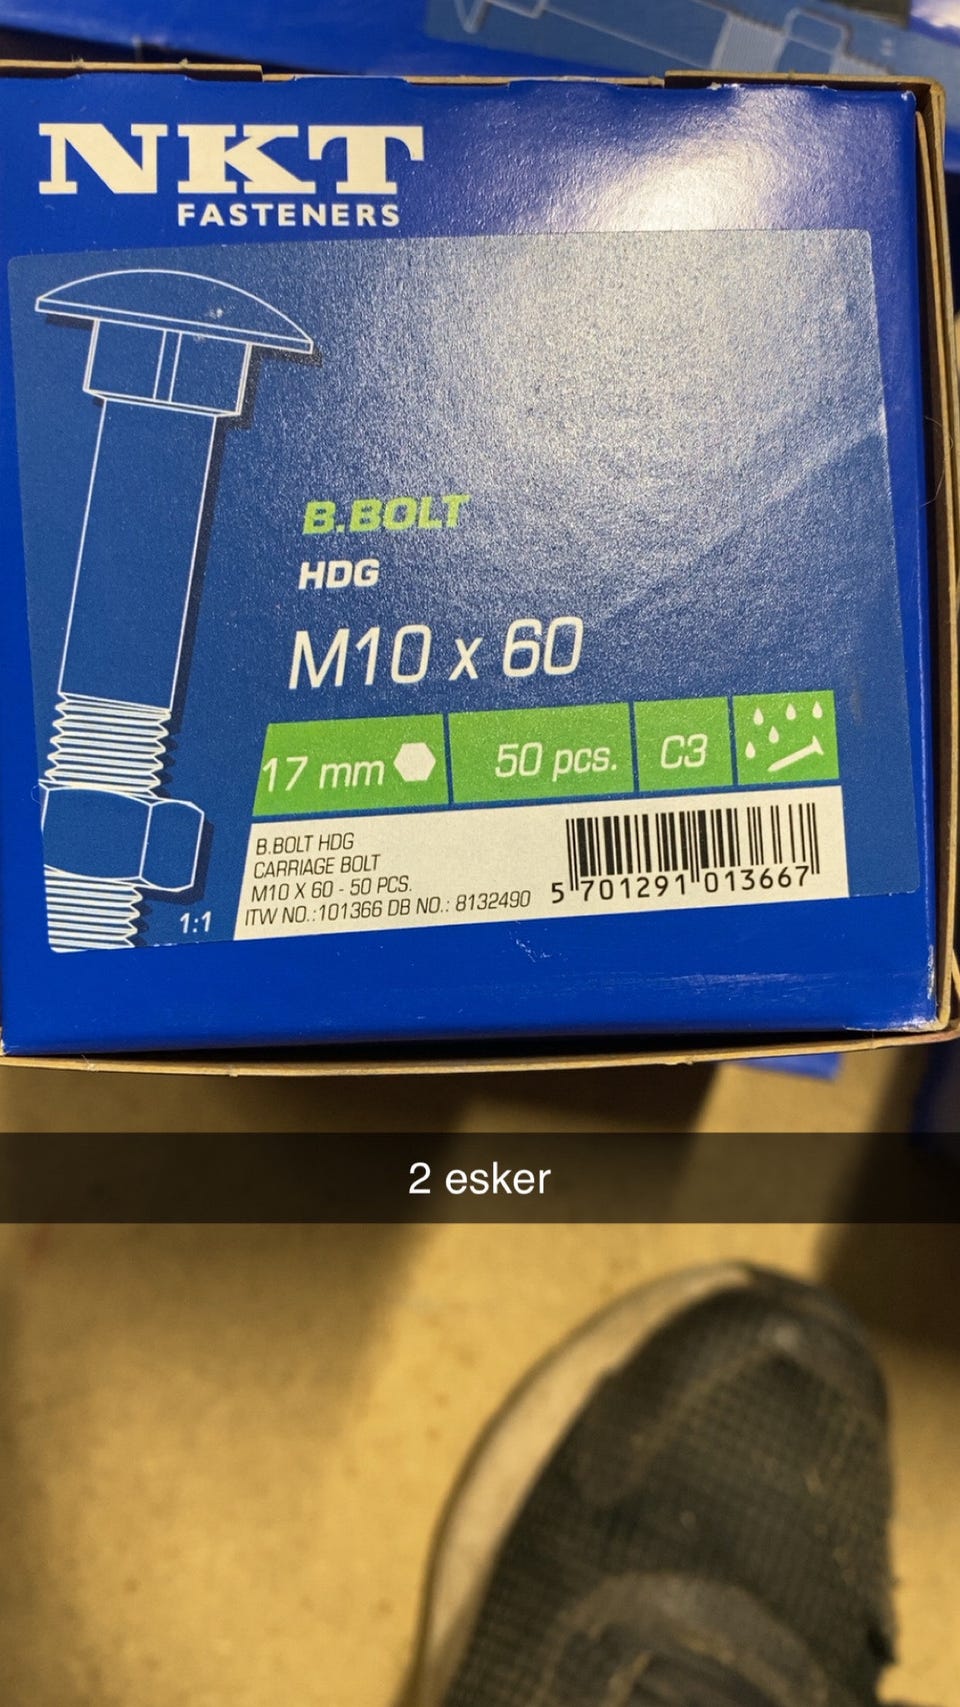 NKT
FASTENERS
B.BOLT
HDG
M10 x 60
17 mm
50 pcs.
C3
B.BOLT HDG
CARRIAGE BOLT
M10 X 60 - 50 PCS.
ITW NO.:101366 DB NO.: 8132490
5 701291 013667
1:1
2 esker